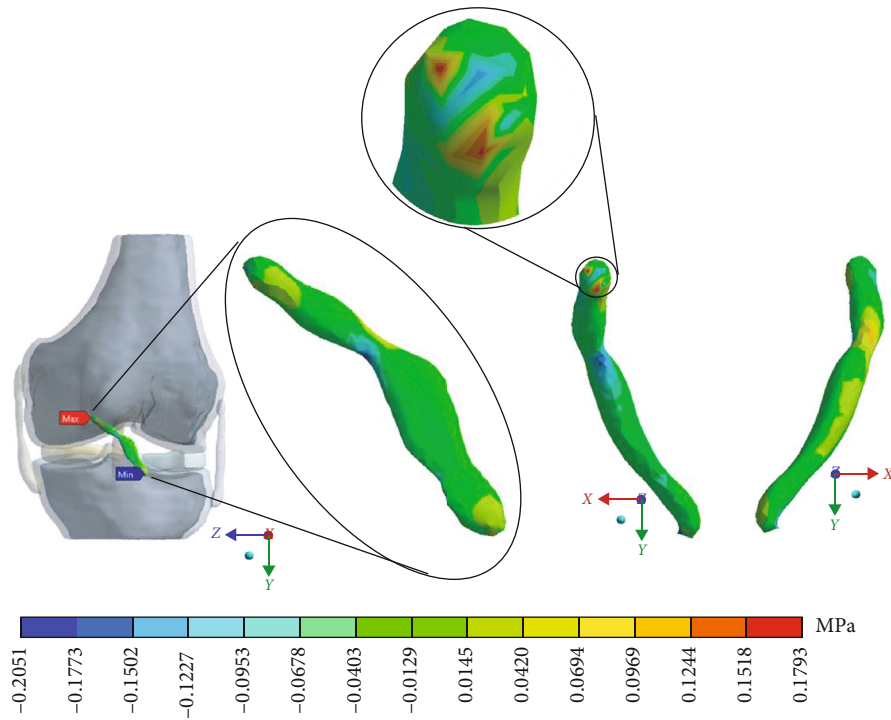 Max
Min
Z
X
Y
X
Z
Y
Z
X
Y
MPa
−0.2051
−0.1773
−0.1502
−0.1227
−0.0953
−0.0678
−0.0403
−0.0129
0.0145
0.0420
0.0694
0.0969
0.1244
0.1518
0.1793